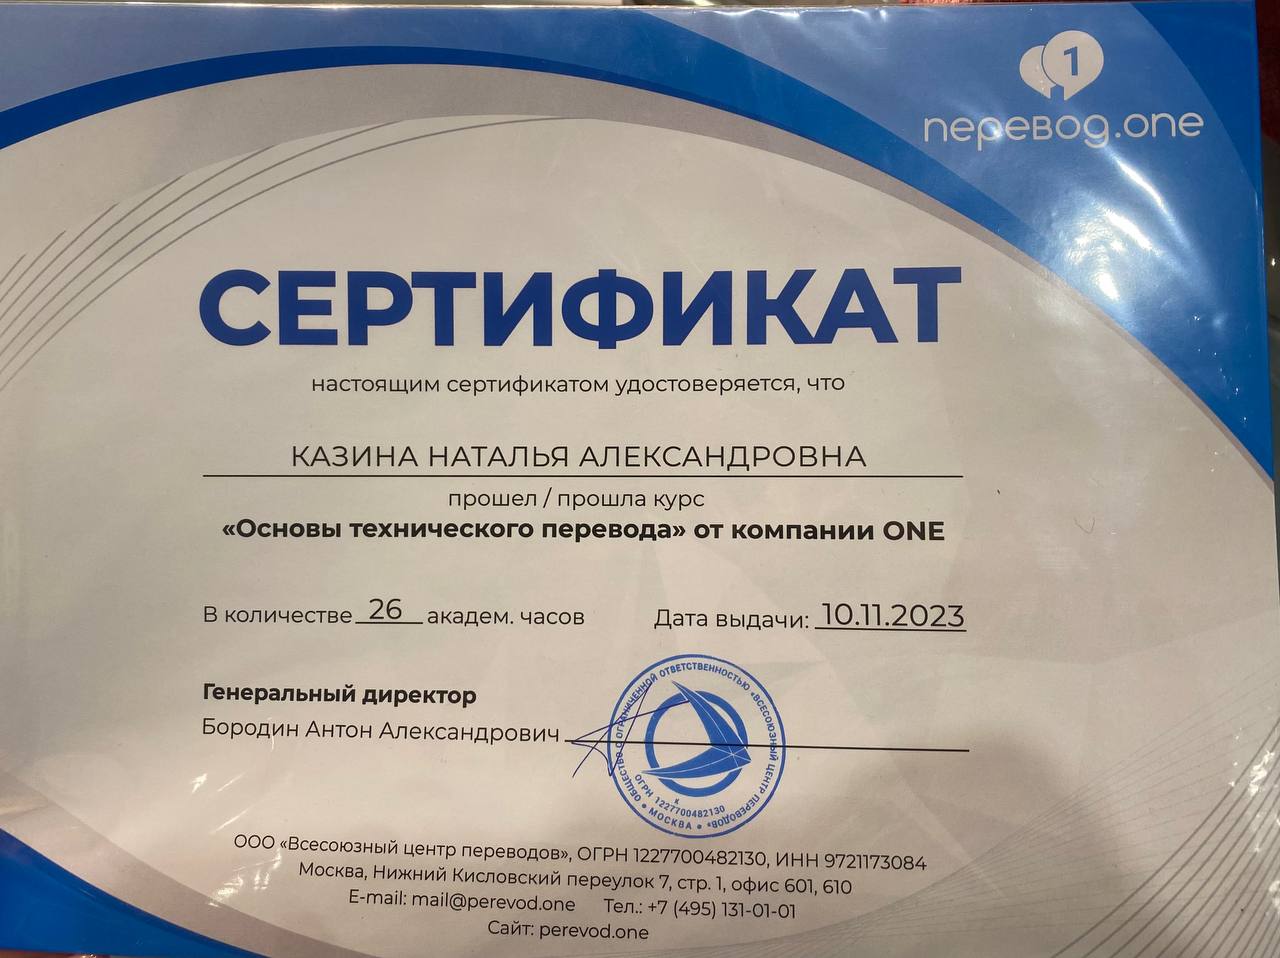 1
перевод.one
СЕРТИФИКАТ
настоящим сертификатом удостоверяется, что
КАЗИНА НАТАЛЬЯ АЛЕКСАНДРОВНА
прошел / прошла курс
«Основы технического перевода» от компании ONE
В количестве 26 академ. часов Дата выдачи: 10.11.2023
Генеральный директор
Бородин Антон Александрович
ОБЩЕСТВО С ОГРАНИЧЕННОЙ ОТВЕТСТВЕННОСТЬЮ «ВСЕСОЮЗНЫЙ ЦЕНТР ПЕРЕВОДОВ»
ОГРН 1227700482130
• МОСКВА •
ООО «Всесоюзный центр переводов», ОГРН 1227700482130, ИНН 9721173084
Москва, Нижний Кисловский переулок 7, стр. 1, офис 601, 610
E-mail: mail@perevod.one Тел.: +7 (495) 131-01-01
Сайт: perevod.one